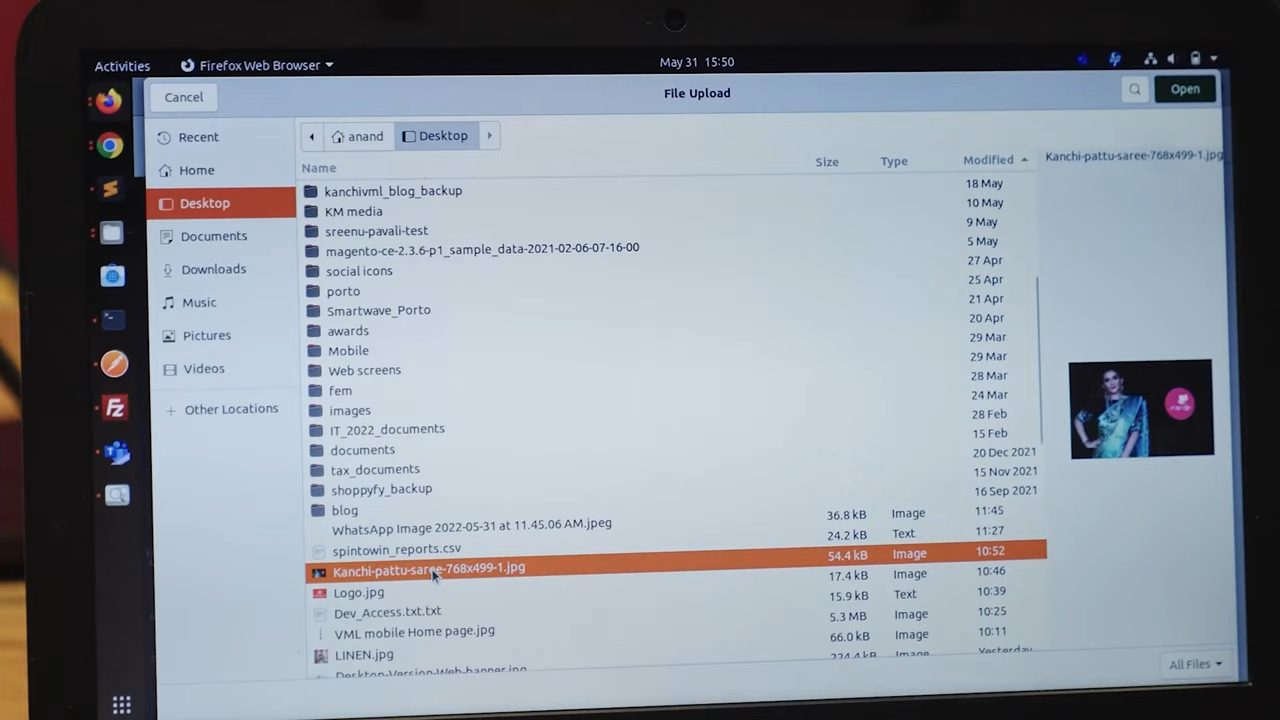 Activities Firefox Web Browser May 31 15:50
Cancel File Upload Open
Recent
Home
Desktop
Documents
Downloads
Music
Pictures
Videos
Other Locations
anand Desktop
Name Size Type Modified
kanchivml_blog_backup 18 May
KM media 10 May
sreenu-pavali-test 9 May
magento-ce-2.3.6-p1_sample_data-2021-02-06-07-16-00 5 May
social icons 27 Apr
porto 25 Apr
Smartwave_Porto 21 Apr
awards 20 Apr
Mobile 29 Mar
Web screens 29 Mar
fem 28 Mar
images 24 Mar
IT_2022_documents 28 Feb
documents 15 Feb
tax_documents 20 Dec 2021
shoppyfy_backup 15 Nov 2021
blog 16 Sep 2021
WhatsApp Image 2022-05-31 at 11.45.06 AM.jpeg 36.8 kB Image 11:45
spintowin_reports.csv 24.2 kB Text 11:27
Kanchi-pattu-saree-768x499-1.jpg 54.4 kB Image 10:52
Logo.jpg 17.4 kB Image 10:46
Dev_Access.txt.txt 15.9 kB Text 10:39
VML mobile Home page.jpg 5.3 MB Image 10:25
LINEN.jpg 66.0 kB Image 10:11
Desktop-Version-Web-banner.jpg 224.4 kB Image Yesterday
Kanchi-pattu-saree-768x499-1.jpg
All Files